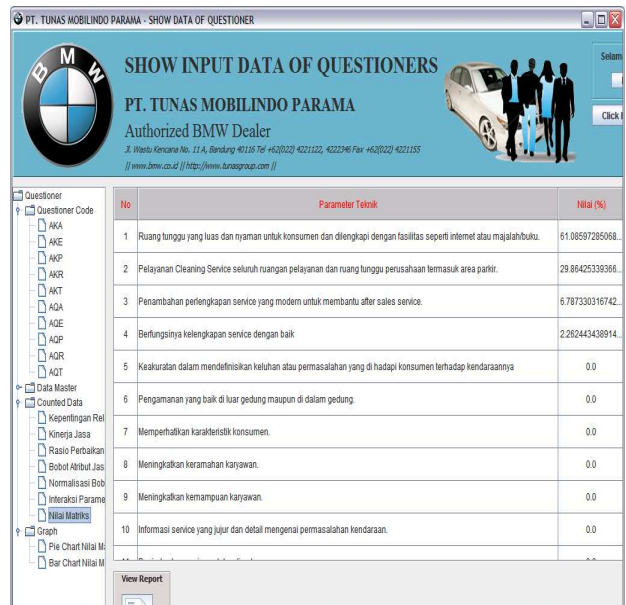 PT. TUNAS MOBILINDO PARAMA - SHOW DATA OF QUESTIONER
BMW
SHOW INPUT DATA OF QUESTIONERS
PT. TUNAS MOBILINDO PARAMA
Authorized BMW Dealer
Jl. Wastu Kencana No. 11 A, Bandung 40116 Tel +62(022) 4221122, 4222346 Fax +62(022) 4221155
|| www.bmw.co.id || http://www.tunasgroup.com ||
Selam
Click
Questioner
Questioner Code
AKA
AKE
AKP
AKR
AKT
AQA
AQE
AQP
AQR
AQT
Data Master
Counted Data
Kepentingan Rel
Kinerja Jasa
Rasio Perbaikan
Bobot Atribut Jas
Normalisasi Bob
Interaksi Parame
Nilai Matriks
Graph
Pie Chart Nilai M
Bar Chart Nilai M
No Parameter Teknik Nilai (%)
1 Ruang tunggu yang luas dan nyaman untuk konsumen dan dilengkapi dengan fasilitas seperti internet atau majalah/buku. 61.08597285068...
2 Pelayanan Cleaning Service seluruh ruangan pelayanan dan ruang tunggu perusahaan termasuk area parkir. 29.86425339366...
3 Penambahan perlengkapan service yang modern untuk membantu after sales service. 6.787330316742...
4 Berfungsinya kelengkapan service dengan baik 2.262443438914...
5 Keakuratan dalam mendefinisikan keluhan atau permasalahan yang di hadapi konsumen terhadap kendaraannya 0.0
6 Pengamanan yang baik di luar gedung maupun di dalam gedung. 0.0
7 Memperhatikan karakteristik konsumen. 0.0
8 Meningkatkan keramahan karyawan. 0.0
9 Meningkatkan kemampuan karyawan. 0.0
10 Informasi service yang jujur dan detail mengenai permasalahan kendaraan. 0.0
View Report